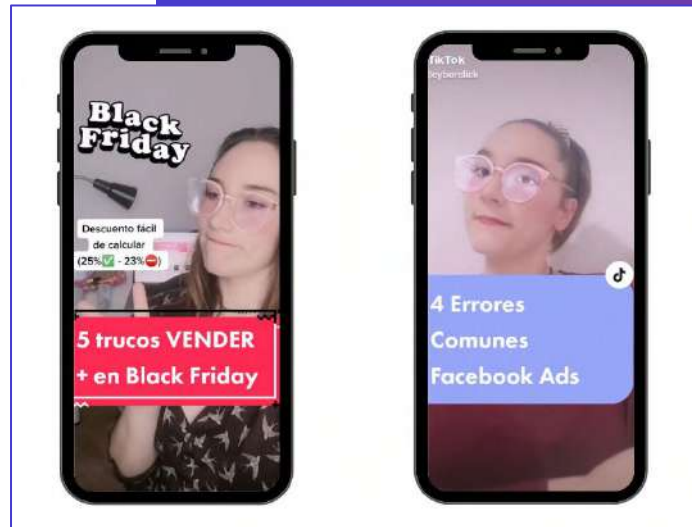 Black
Friday
Descuento fácil
de calcular
(25%✅ - 23%⛔)
5 trucos VENDER
+ en Black Friday
TikTok
cyberclick
4 Errores
Comunes
Facebook Ads